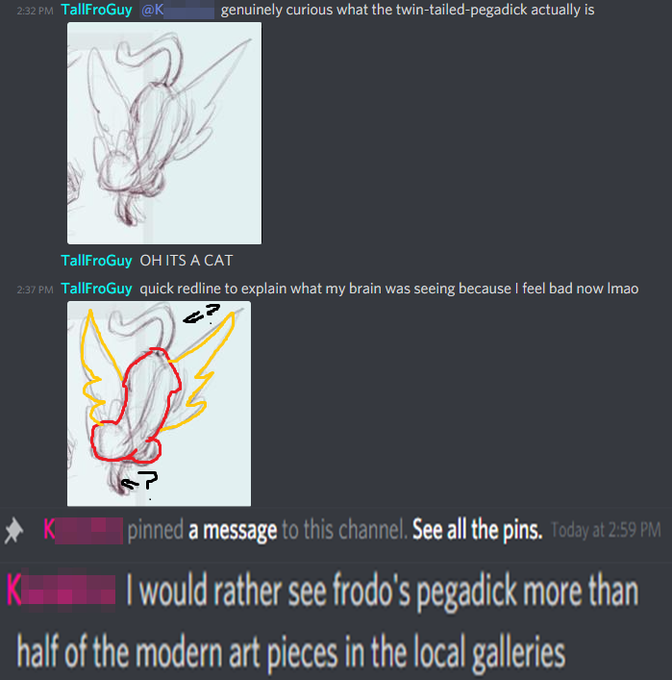 2:32 PM TallFroGuy @K genuinely curious what the twin-tailed-pegadick actually is
TallFroGuy OH ITS A CAT
2:37 PM TallFroGuy quick redline to explain what my brain was seeing because I feel bad now lmao
?
?
K pinned a message to this channel. See all the pins. Today at 2:59 PM
K I would rather see frodo's pegadick more than
half of the modern art pieces in the local galleries